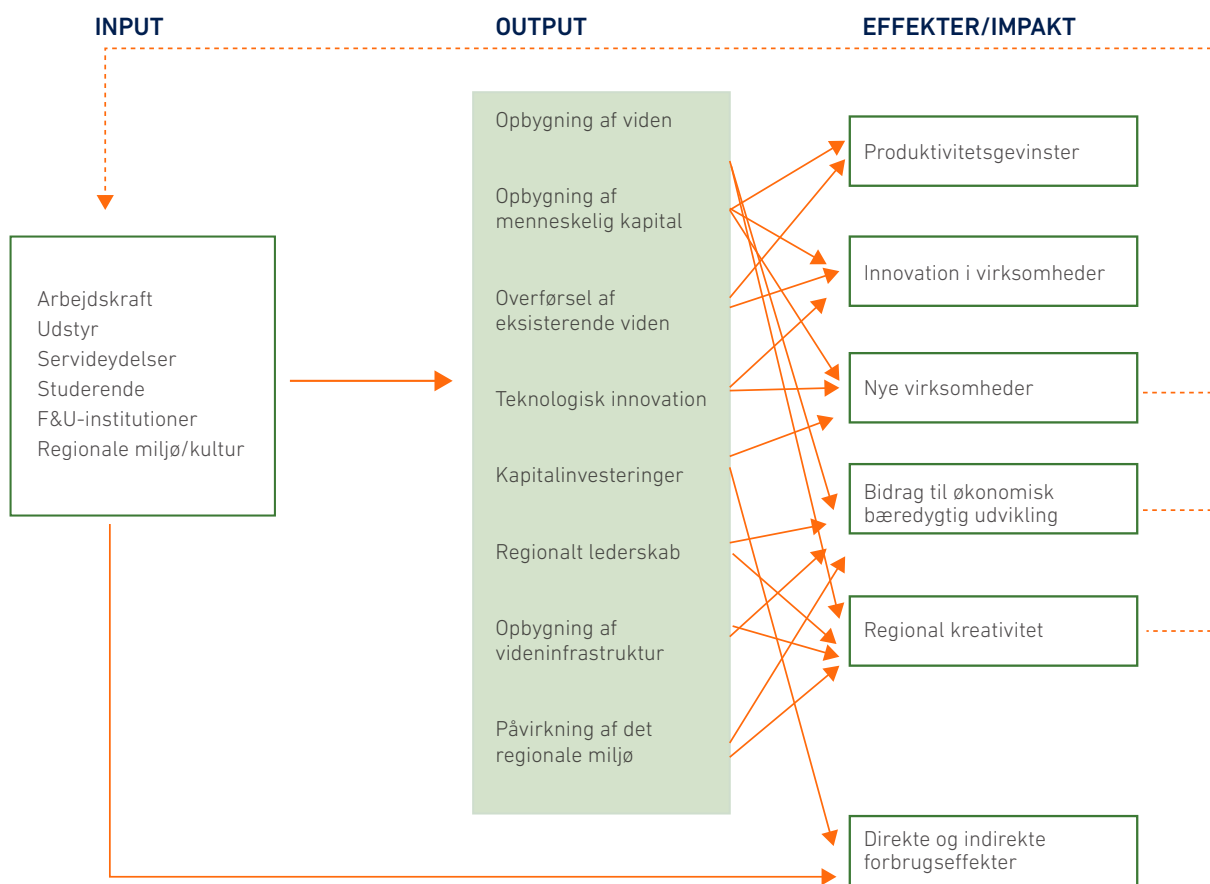 INPUT
OUTPUT
EFFEKTER/IMPAKT
Arbejdskraft
Udstyr
Servideydelser
Studerende
F&U-institutioner
Regionale miljø/kultur
Opbygning af viden
Opbygning af
menneskelig kapital
Overførsel af
eksisterende viden
Teknologisk innovation
Kapitalinvesteringer
Regionalt lederskab
Opbygning af
videninfrastruktur
Påvirkning af det
regionale miljø
Produktivitetsgevinster
Innovation i virksomheder
Nye virksomheder
Bidrag til økonomisk
bæredygtig udvikling
Regional kreativitet
Direkte og indirekte
forbrugseffekter